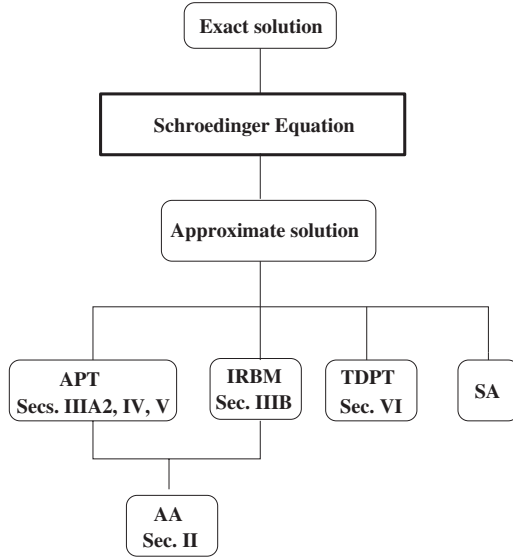 Exact solution
Schroedinger Equation
Approximate solution
APT
Secs. IIIA2, IV, V
IRBM
Sec. IIIB
TDPT
Sec. VI
SA
AA
Sec. II